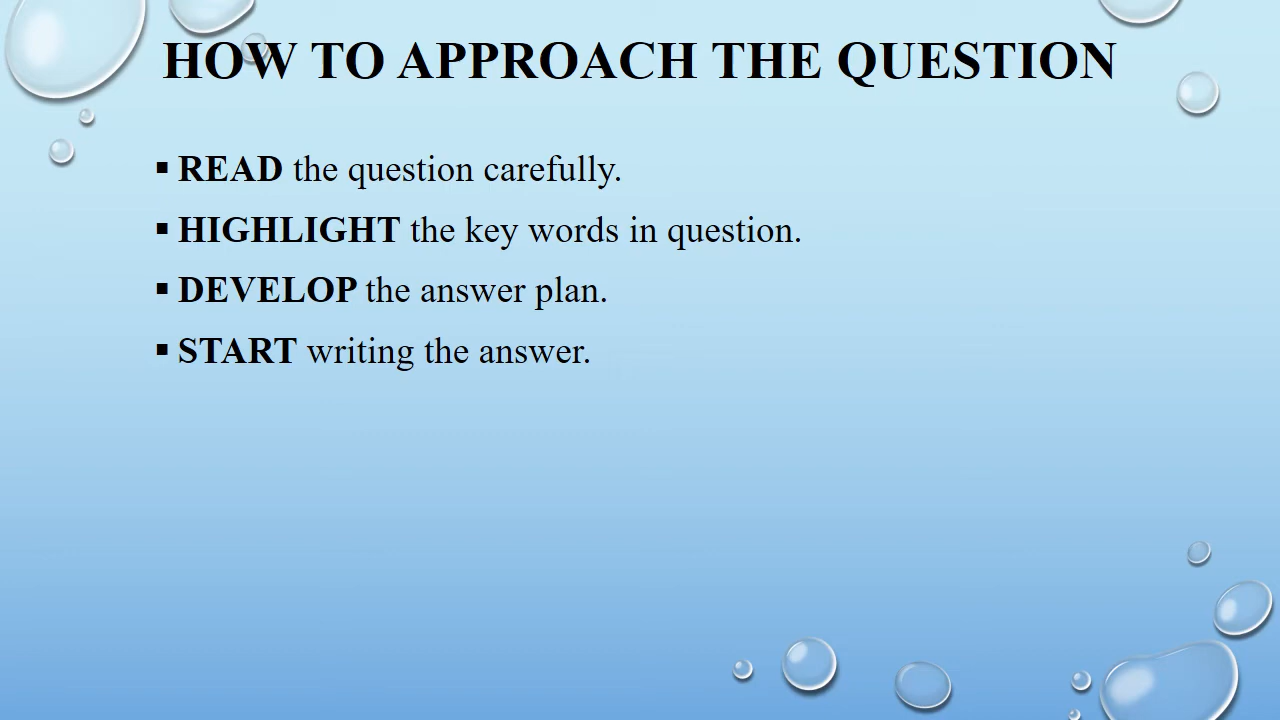 HOW TO APPROACH THE QUESTION
▪ READ the question carefully.
▪ HIGHLIGHT the key words in question.
▪ DEVELOP the answer plan.
▪ START writing the answer.